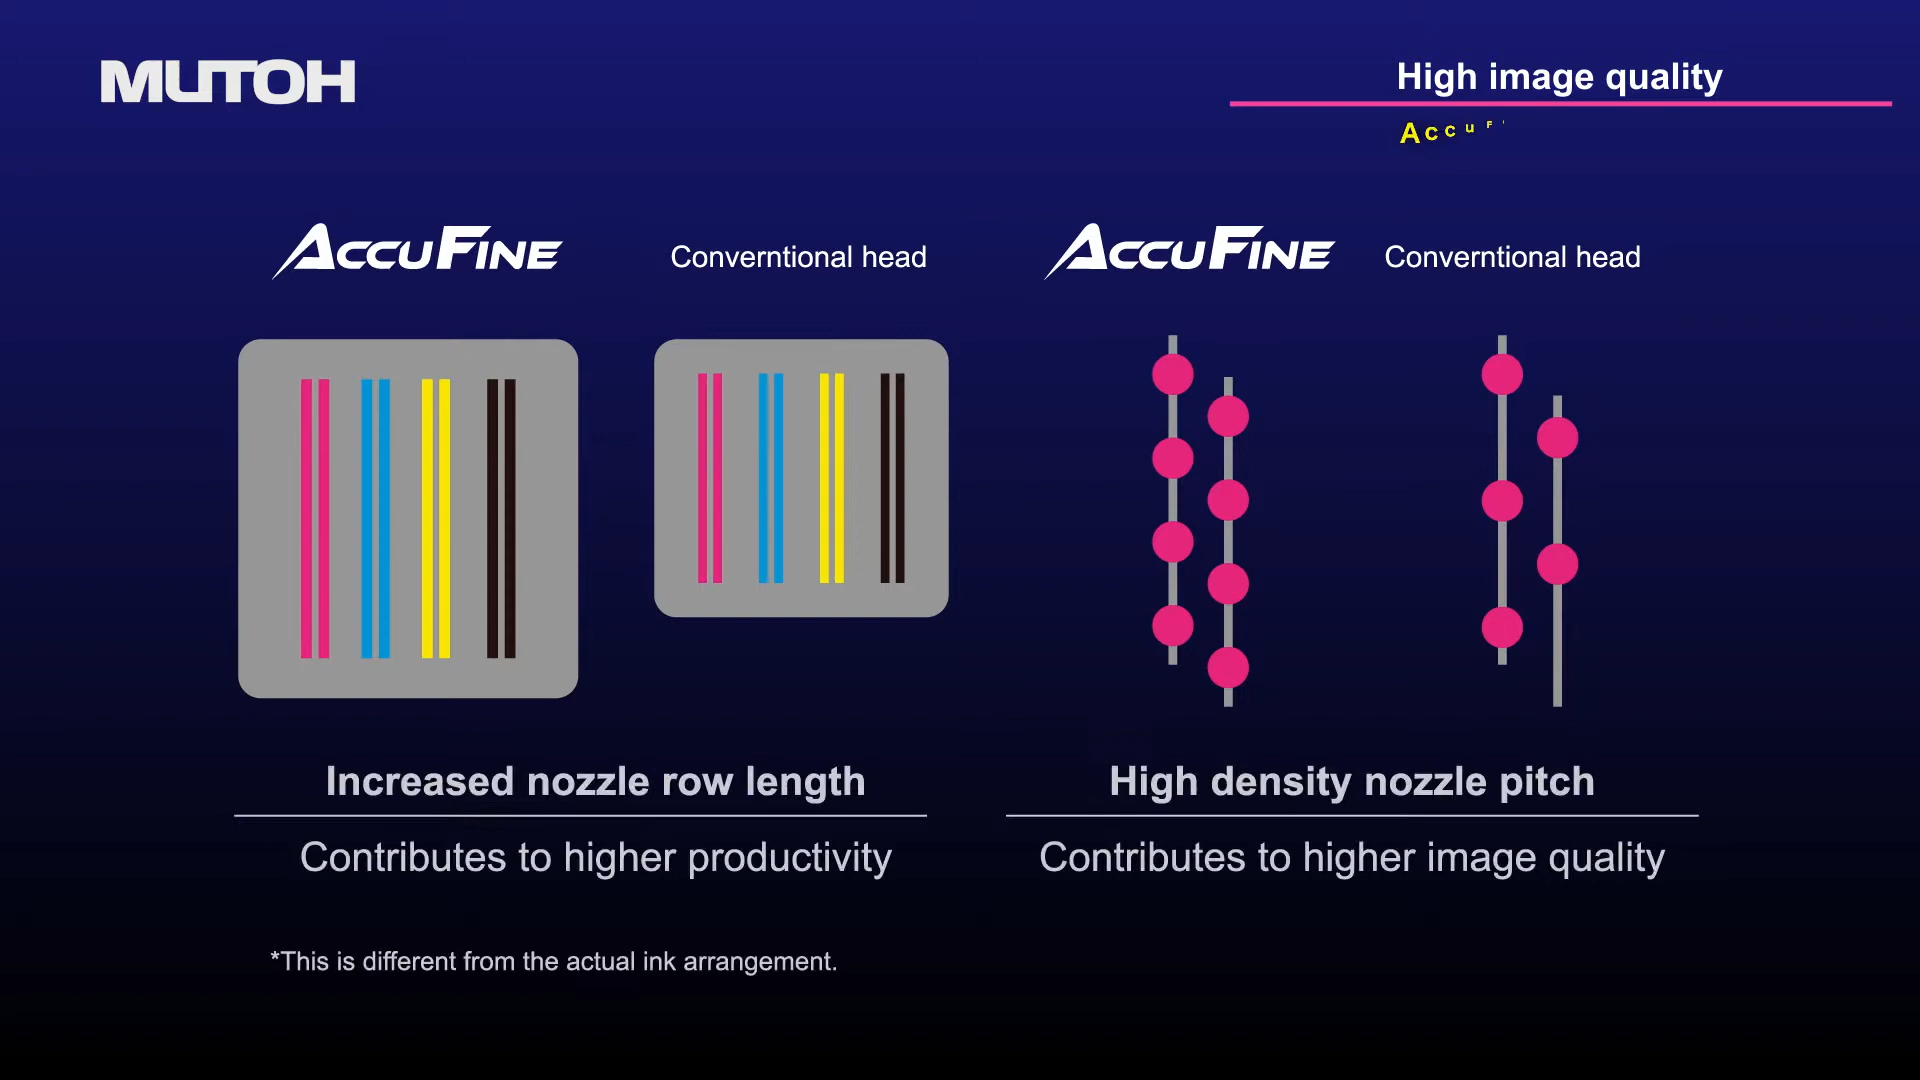 MUTOH
High image quality
AccuF
ACCUFINE
Converntional head
ACCUFINE
Converntional head
Increased nozzle row length
High density nozzle pitch
Contributes to higher productivity
Contributes to higher image quality
*This is different from the actual ink arrangement.